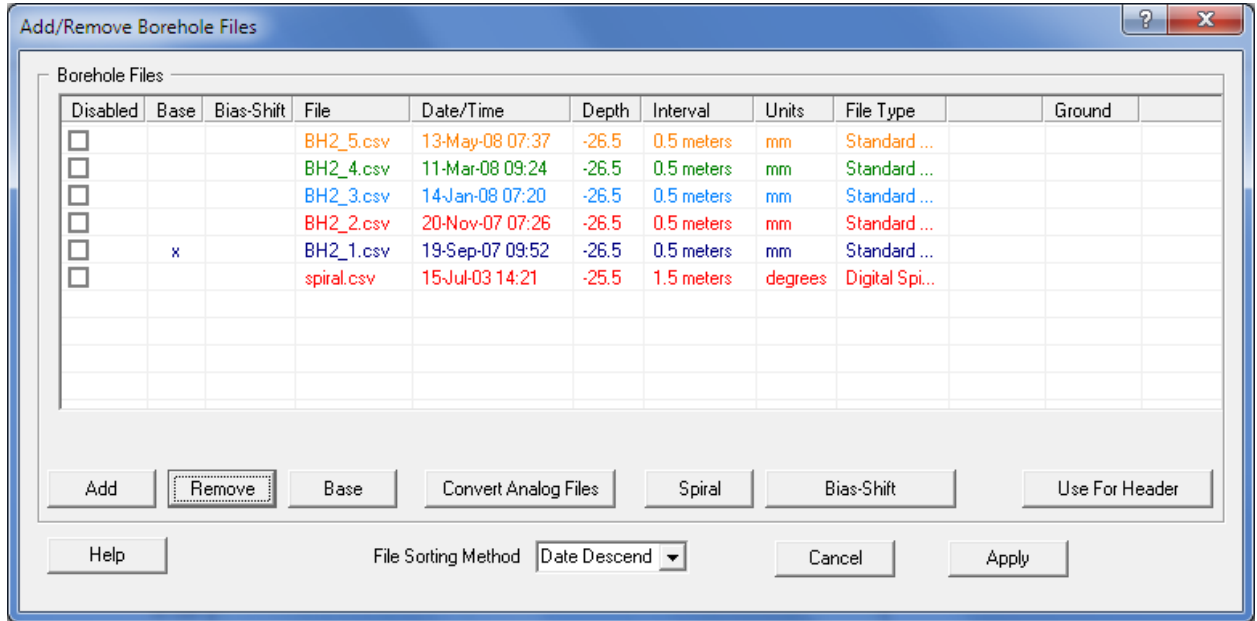 Add/Remove Borehole Files
Borehole Files
Disabled Base Bias-Shift File Date/Time Depth Interval Units File Type Ground
BH2_5.csv 13-May-08 07:37 -26.5 0.5 meters mm Standard ...
BH2_4.csv 11-Mar-08 09:24 -26.5 0.5 meters mm Standard ...
BH2_3.csv 14-Jan-08 07:20 -26.5 0.5 meters mm Standard ...
BH2_2.csv 20-Nov-07 07:26 -26.5 0.5 meters mm Standard ...
x BH2_1.csv 19-Sep-07 09:52 -26.5 0.5 meters mm Standard ...
spiral.csv 15-Jul-03 14:21 -25.5 1.5 meters degrees Digital Spi...
Add Remove Base Convert Analog Files Spiral Bias-Shift Use For Header
Help File Sorting Method Date Descend Cancel Apply